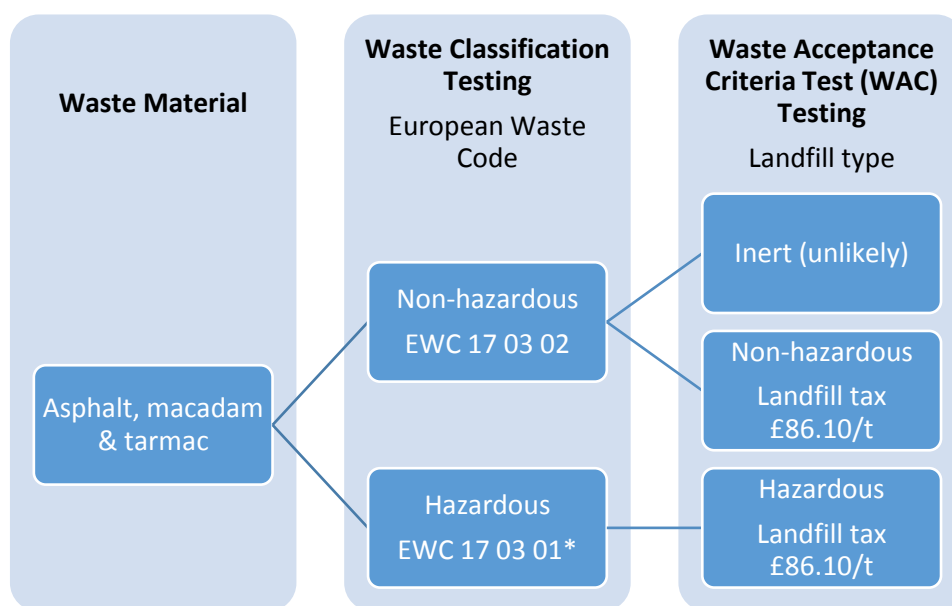 Waste Material
Asphalt, macadam
& tarmac
Waste Classification
Testing
European Waste
Code
Non-hazardous
EWC 17 03 02
Hazardous
EWC 17 03 01*
Waste Acceptance
Criteria Test (WAC)
Testing
Landfill type
Inert (unlikely)
Non-hazardous
Landfill tax
£86.10/t
Hazardous
Landfill tax
£86.10/t